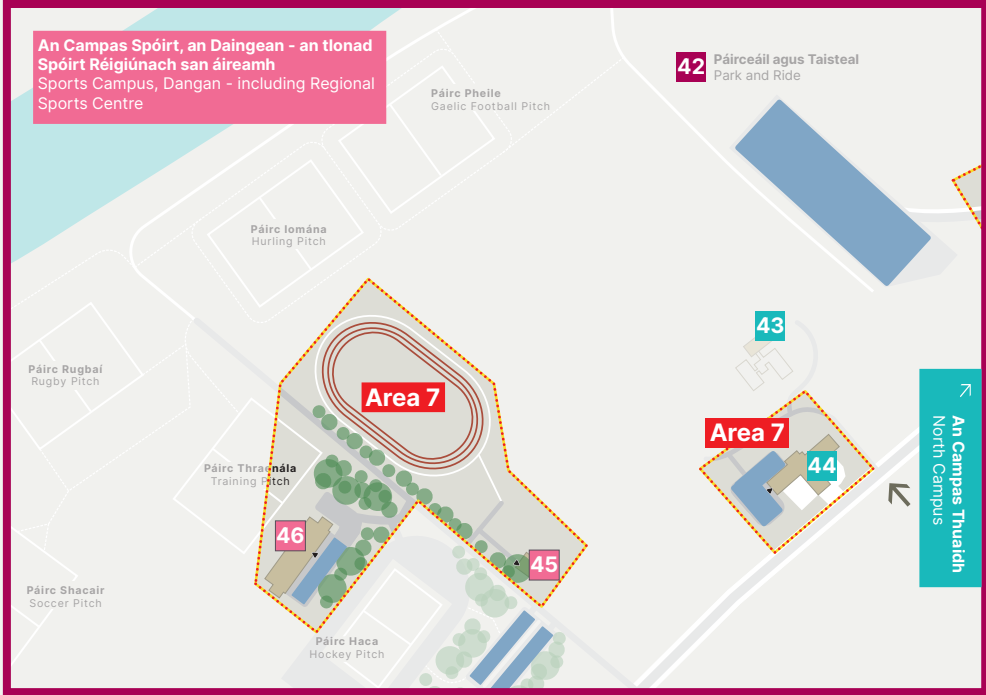 An Campas Spóirt, an Daingean - an tIonad
Spóirt Réigiúnach san áireamh
Sports Campus, Dangan - including Regional
Sports Centre
42
Páirceáil agus Taisteal
Park and Ride
Páirc Pheile
Gaelic Football Pitch
Páirc Iomána
Hurling Pitch
43
Páirc Rugbaí
Rugby Pitch
Area 7
Area 7
44
An Campas Thuaidh
North Campus
Páirc Thraenála
Training Pitch
46
45
Páirc Shacair
Soccer Pitch
Páirc Haca
Hockey Pitch